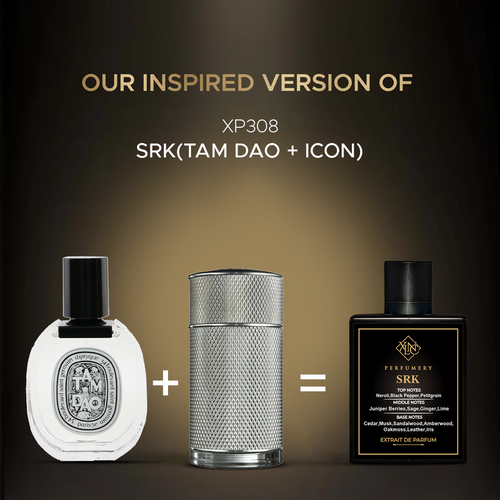 OUR INSPIRED VERSION OF
XP308
SRK(TAM DAO + ICON)
diptyque
TAM
DAO
+
=
PERFUMERY
SRK
TOP NOTES
Neroli,Black Pepper,Petitgrain
MIDDLE NOTES
Juniper Berries,Sage,Ginger,Lime
BASE NOTES
Cedar,Musk,Sandalwood,Amberwood,
Oakmoss,Leather,Iris
EXTRAIT DE PARFUM